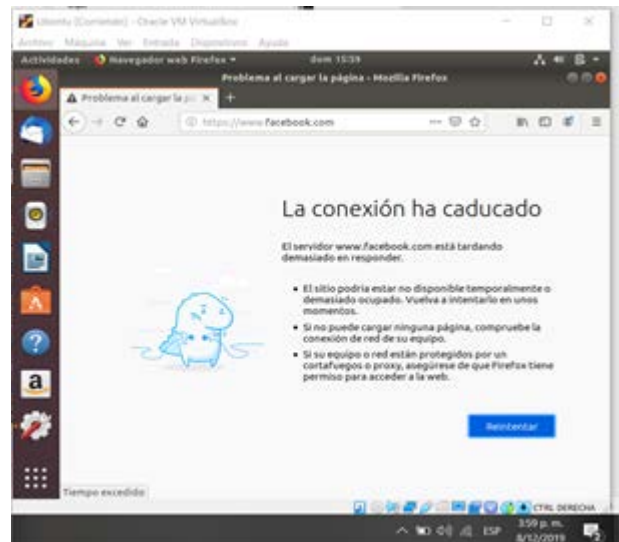 Ubuntu (Corriendo) - Oracle VM VirtualBox
Archivo Máquina Ver Entrada Dispositivos Ayuda
Actividades Navegador web Firefox dom 15:59
Problema al cargar la página - Mozilla Firefox
Problema al cargar la pá
https://www.facebook.com
La conexión ha caducado
El servidor www.facebook.com está tardando
demasiado en responder.
El sitio podría estar no disponible temporalmente o
demasiado ocupado. Vuelva a intentarlo en unos
momentos.
Si no puede cargar ninguna página, compruebe la
conexión de red de su equipo.
Si su equipo o red están protegidos por un
cortafuegos o proxy, asegúrese de que Firefox tiene
permiso para acceder a la web.
Reintentar
a
Tiempo excedido
CTRL DERECHA
ESP
3:59 p. m.
8/12/2019
2